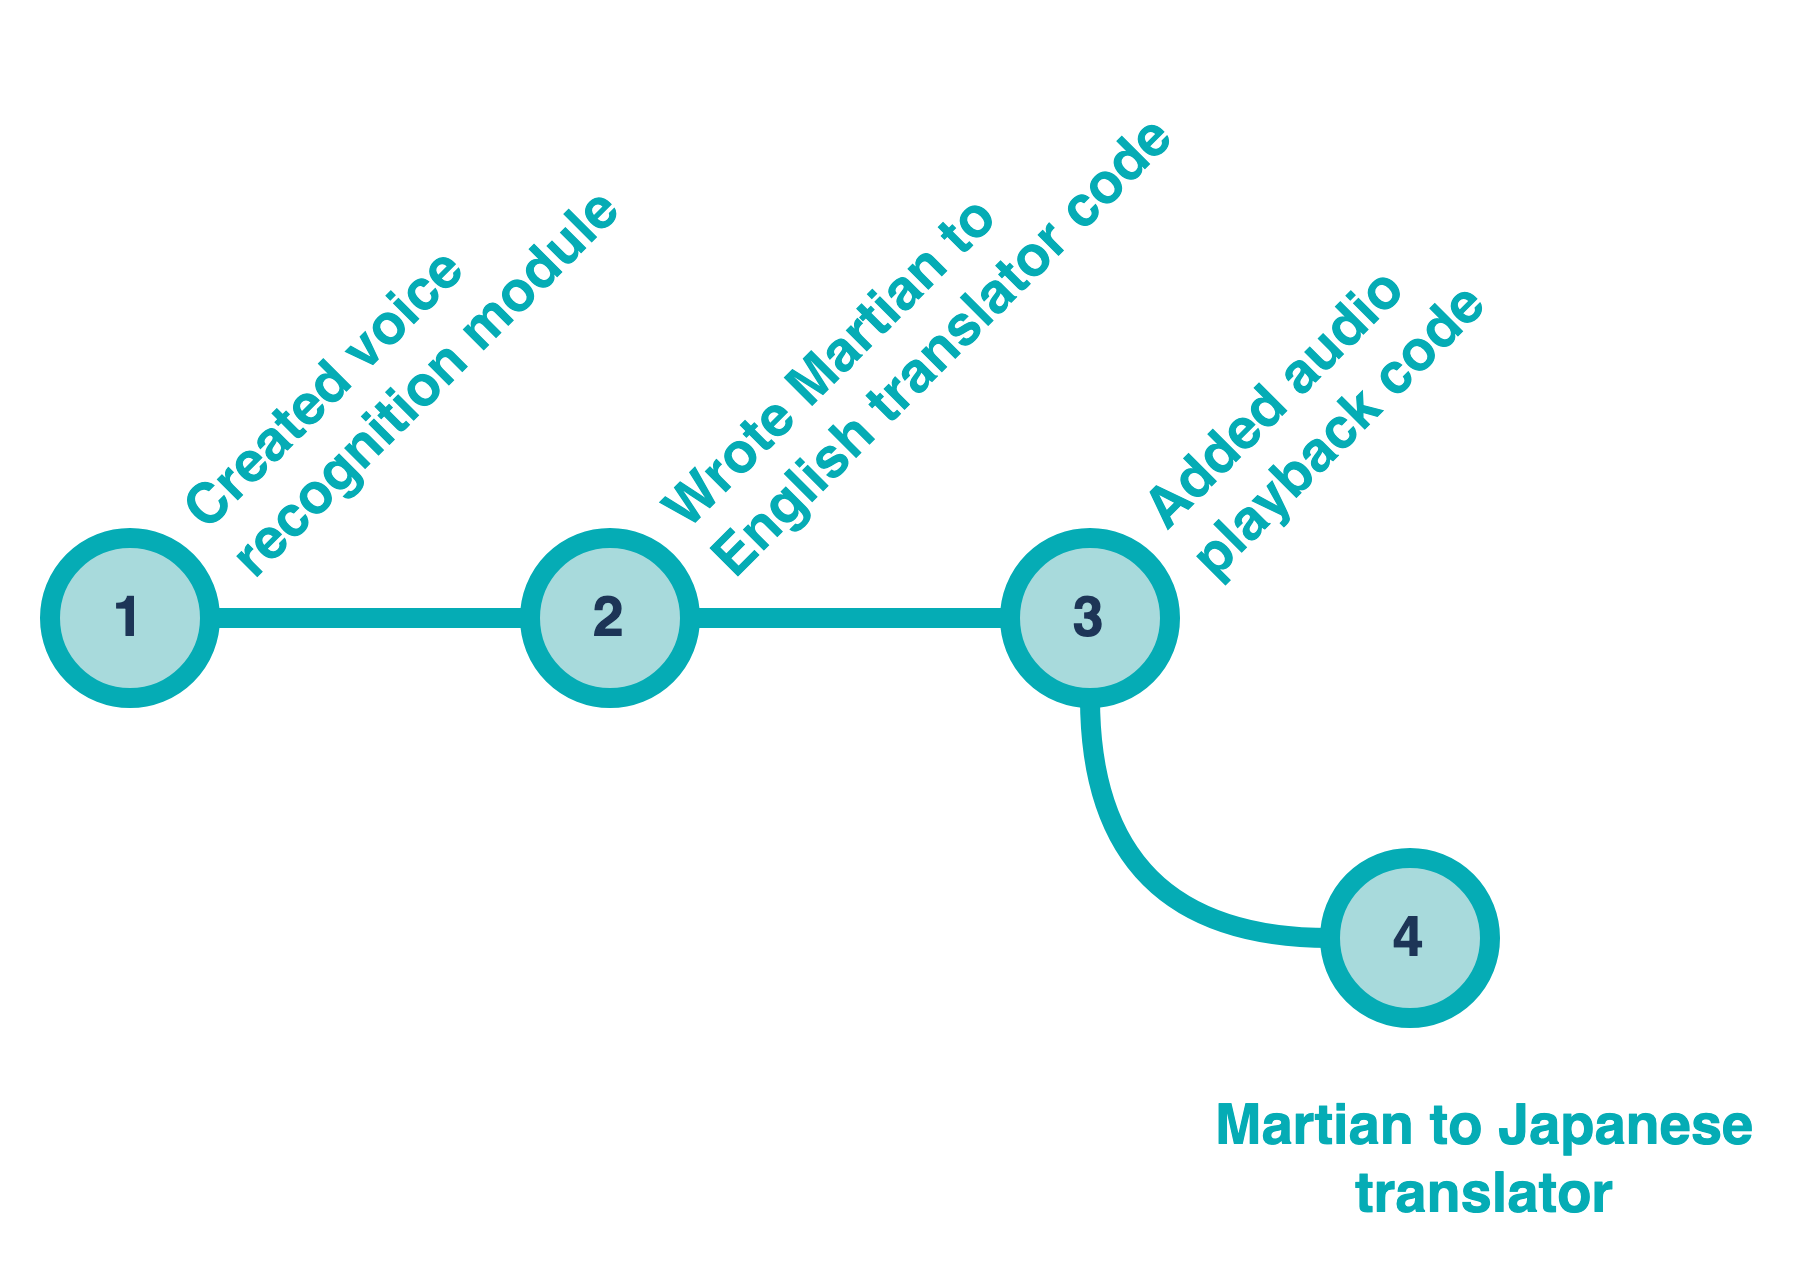 Created voice
recognition module
Wrote Martian to
English translator code
Added audio
playback code
1
2
3
4
Martian to Japanese
translator